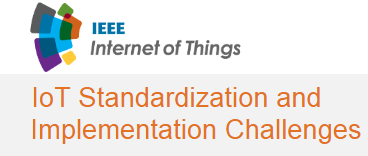 IEEE
Internet of Things
IoT Standardization and
Implementation Challenges